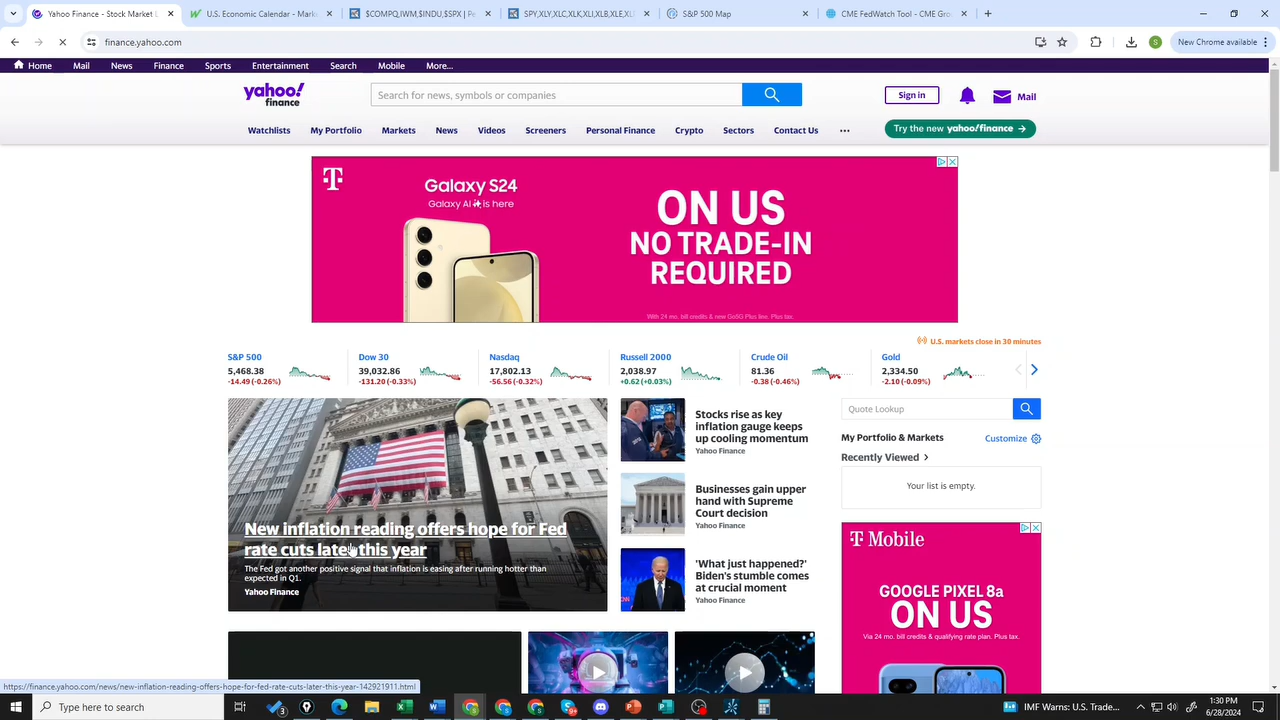 Yahoo Finance - Stock Market L
U.S. Economic Calendar - Marke
$COMPQ,IWM,$INDU,$SPX | Pe
SPY,XLY,XLC,XLK,XLI,XLB,XLE,XLF
S&P 500 Map
CME FedWatch Tool - CME Gro
finance.yahoo.com
S
New Chrome available
Home Mail News Finance Sports Entertainment Search Mobile More...
yahoo!
finance
Search for news, symbols or companies
Sign in
Mail
Watchlists My Portfolio Markets News Videos Screeners Personal Finance Crypto Sectors Contact Us ...
Try the new yahoo!finance →
T
Galaxy S24
Galaxy AI is here
ON US
NO TRADE-IN
REQUIRED
With 24 mo. bill credits & new Go5G Plus line. Plus tax.
U.S. markets close in 30 minutes
S&P 500
5,468.38
-14.49 (-0.26%)
Dow 30
39,032.86
-131.20 (-0.33%)
Nasdaq
17,802.13
-56.56 (-0.32%)
Russell 2000
2,038.97
+0.62 (+0.03%)
Crude Oil
81.36
-0.38 (-0.46%)
Gold
2,334.50
-2.10 (-0.09%)
New inflation reading offers hope for Fed
rate cuts later this year
The Fed got another positive signal that inflation is easing after running hotter than
expected in Q1.
Yahoo Finance
Stocks rise as key
inflation gauge keeps
up cooling momentum
Yahoo Finance
Businesses gain upper
hand with Supreme
Court decision
Yahoo Finance
'What just happened?'
Biden's stumble comes
at crucial moment
Yahoo Finance
Quote Lookup
My Portfolio & Markets
Customize
Recently Viewed >
Your list is empty.
T Mobile
GOOGLE PIXEL 8a
ON US
Via 24 mo. bill credits & qualifying rate plan. Plus tax.
https://finance.yahoo.com/news/new-inflation-reading-offers-hope-for-fed-rate-cuts-later-this-year-142921911.html
Type here to search
IMF Warns: U.S. Trade...
1:30 PM
6/28/2024